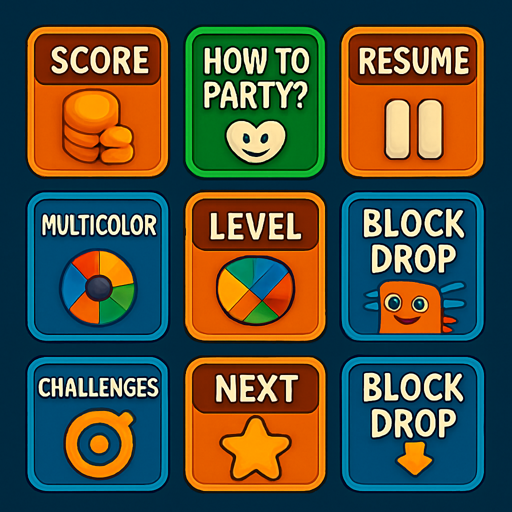 SCORE
HOW TO
PARTY?
RESUME
MULTICOLOR
LEVEL
BLOCK
DROP
CHALLENGES
NEXT
BLOCK
DROP